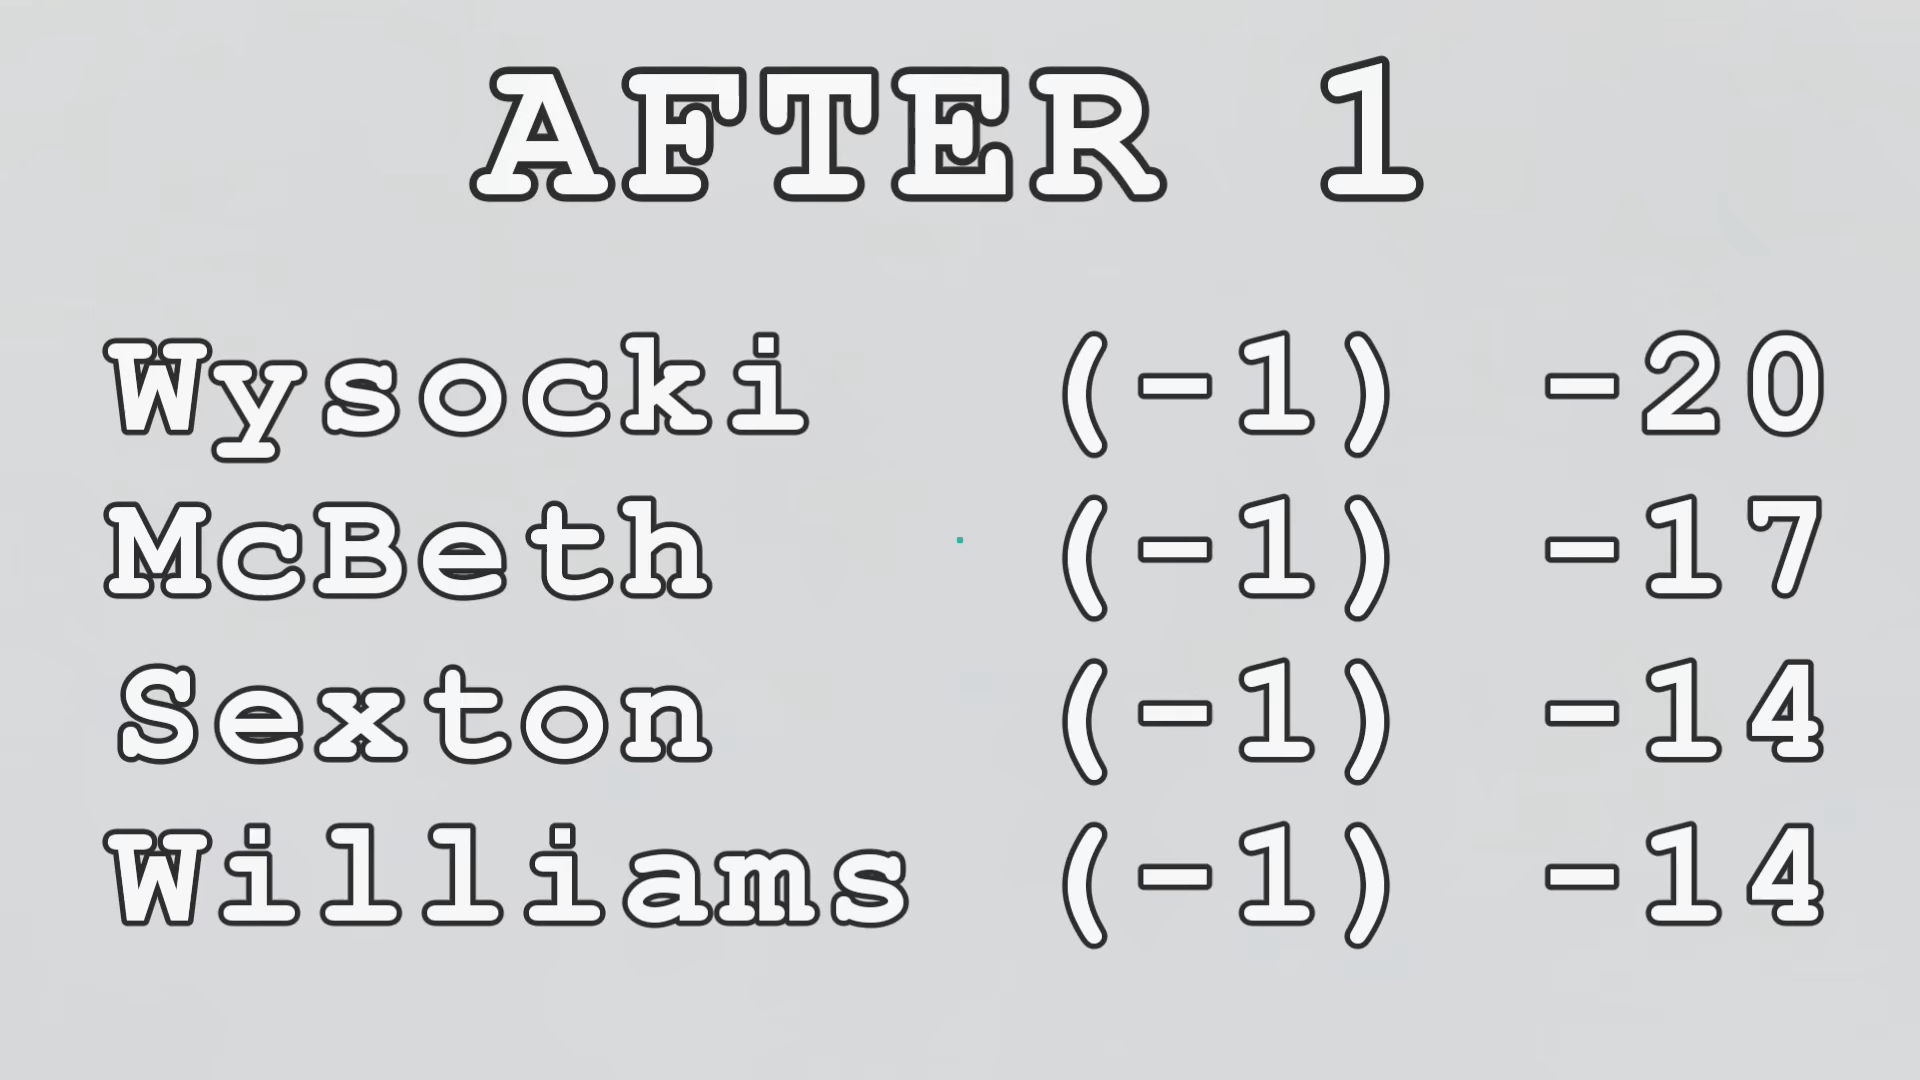 AFTER 1
Wysocki (-1) -20
McBeth (-1) -17
Sexton (-1) -14
Williams (-1) -14